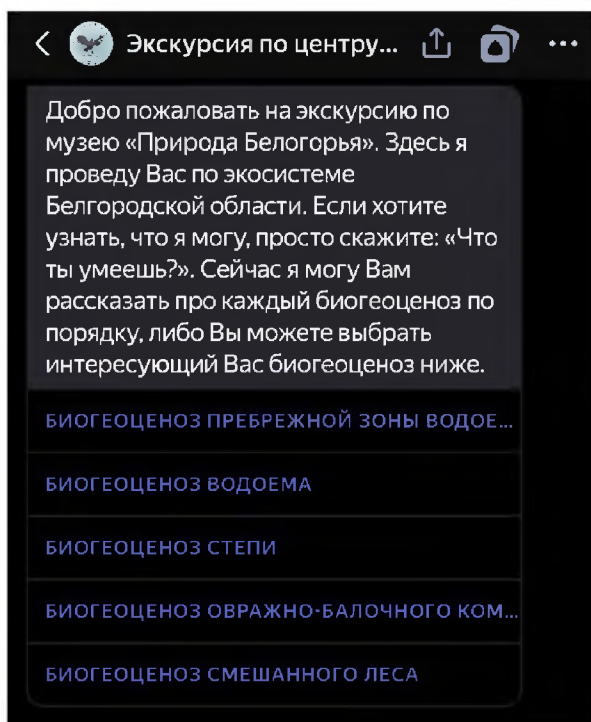 Экскурсия по центру...
Добро пожаловать на экскурсию по
музею «Природа Белогорья». Здесь я
проведу Вас по экосистеме
Белгородской области. Если хотите
узнать, что я могу, просто скажите: «Что
ты умеешь?». Сейчас я могу Вам
рассказать про каждый биогеоценоз по
порядку, либо Вы можете выбрать
интересующий Вас биогеоценоз ниже.
БИОГЕОЦЕНОЗ ПРЕБРЕЖНОЙ ЗОНЫ ВОДОЕ...
БИОГЕОЦЕНОЗ ВОДОЕМА
БИОГЕОЦЕНОЗ СТЕПИ
БИОГЕОЦЕНОЗ ОВРАЖНО-БАЛОЧНОГО КОМ...
БИОГЕОЦЕНОЗ СМЕШАННОГО ЛЕСА